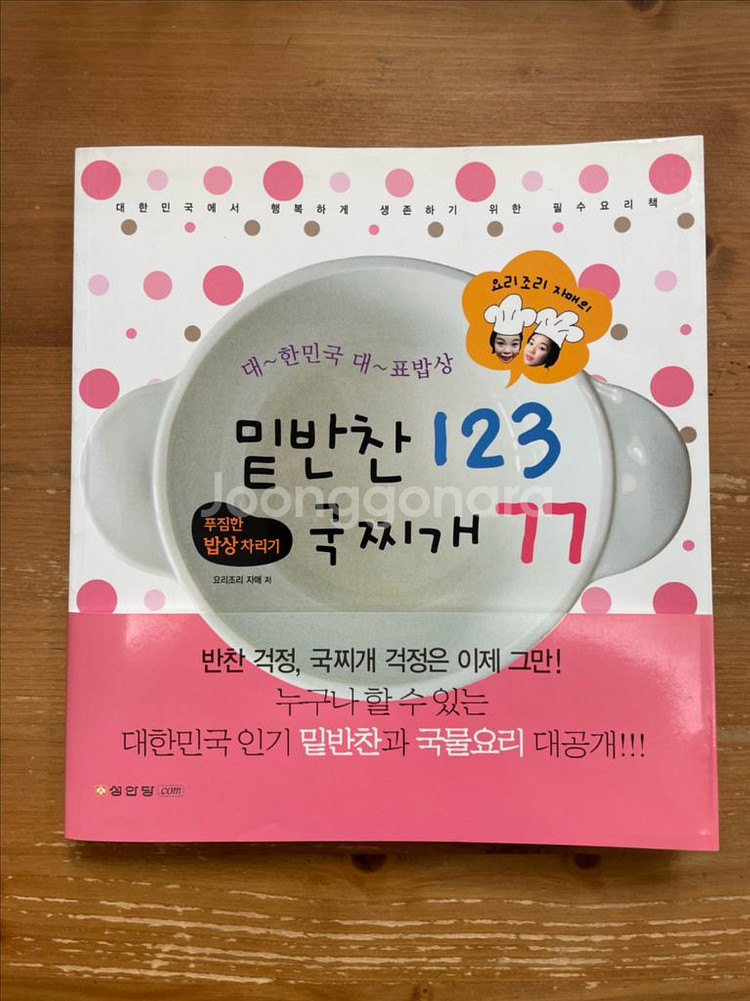 대한민국에서 행복하게 생존하기 위한 필수요리책
요리조리 자매의
대~한민국 대~표밥상
밑반찬 123
푸짐한
밥상 차리기
국찌개 77
요리조리 자매 저
Joonggonara
반찬 걱정, 국찌개 걱정은 이제 그만!
누구나 할 수 있는
대한민국 인기 밑반찬과 국물요리 대공개!!!
성안당 .com